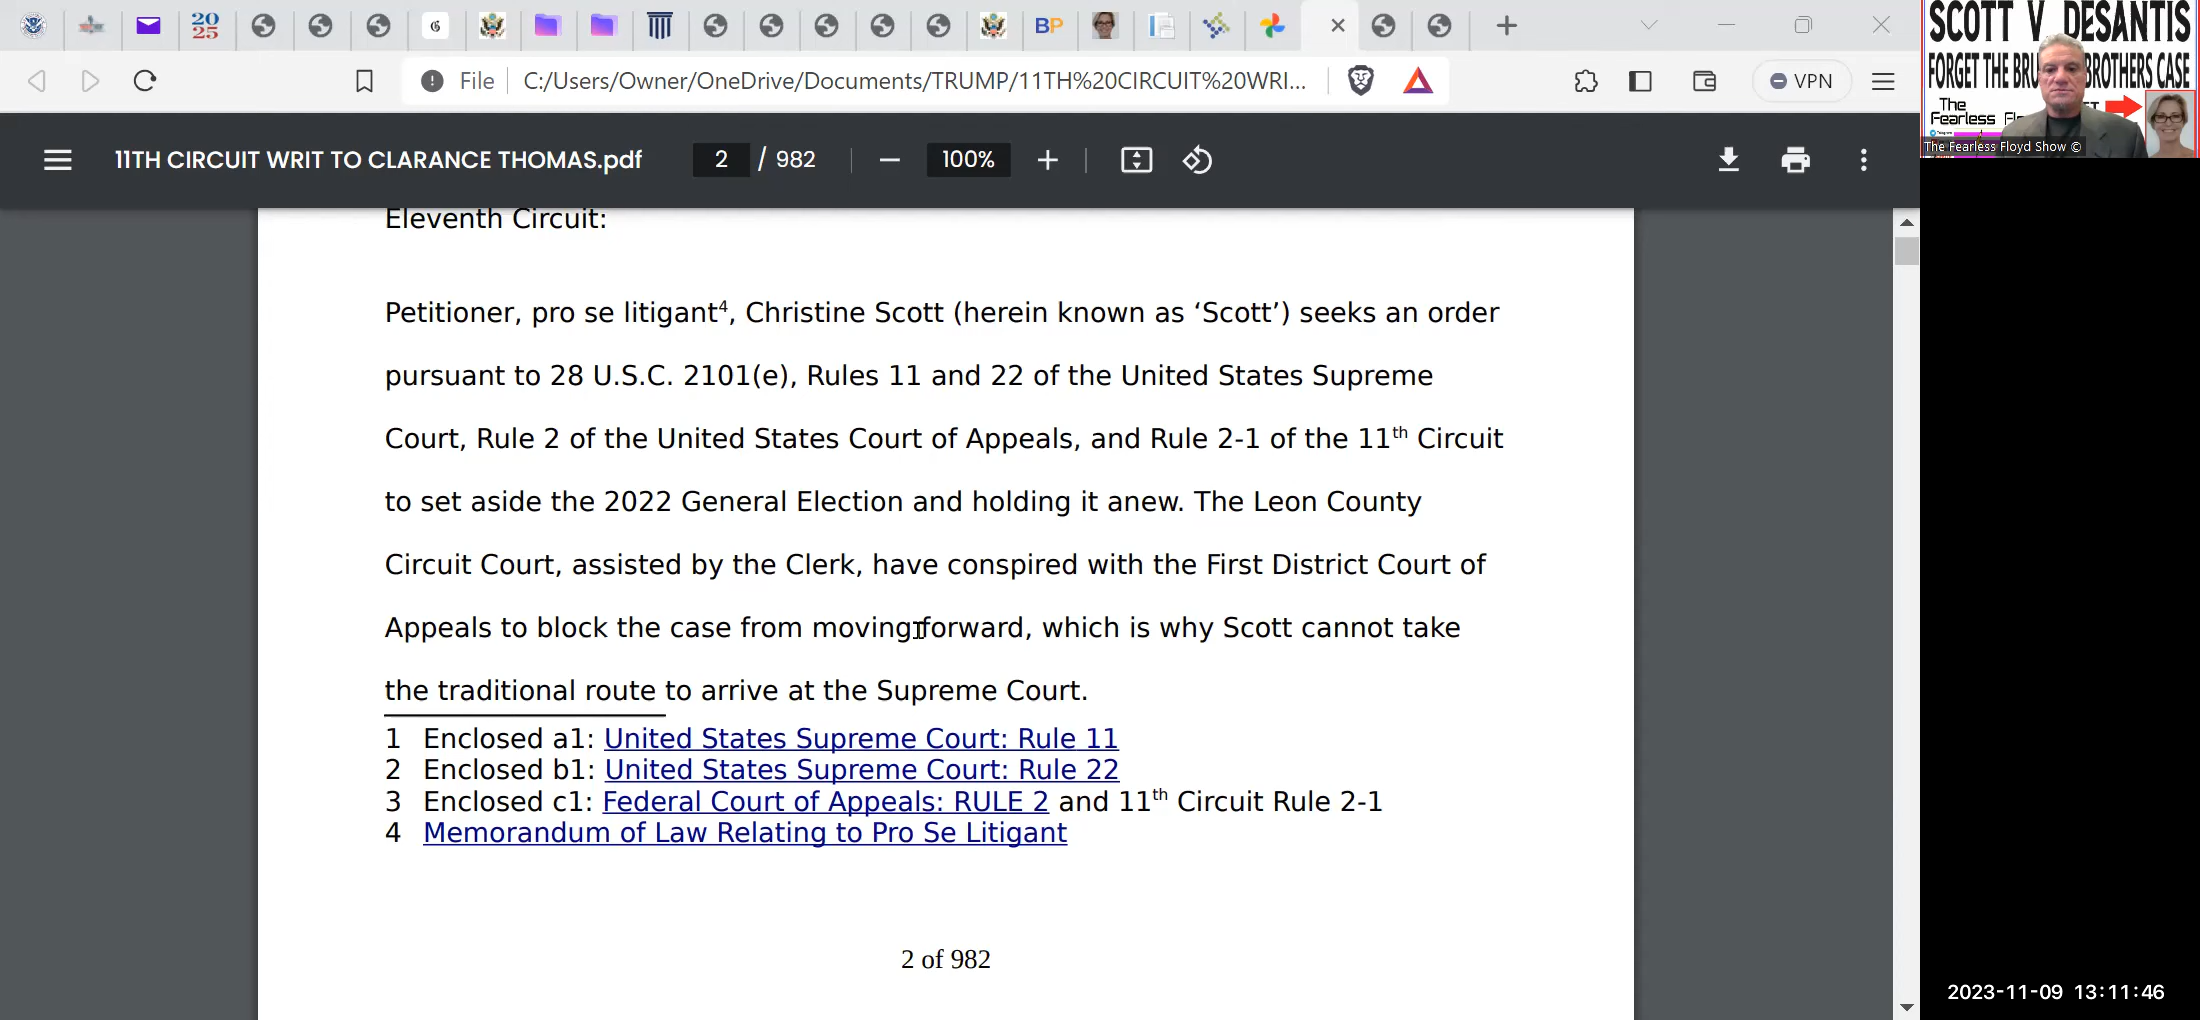 20
25
BP
File
C:/Users/Owner/OneDrive/Documents/TRUMP/11TH%20CIRCUIT%20WRI...
VPN
11TH CIRCUIT WRIT TO CLARANCE THOMAS.pdf
2 / 982
100%
SCOTT V. DESANTIS
FORGET THE BRU BROTHERS CASE
The
Fearless
The Fearless Floyd Show ©
Eleventh Circuit:
Petitioner, pro se litigant4, Christine Scott (herein known as ‘Scott’) seeks an order
pursuant to 28 U.S.C. 2101(e), Rules 11 and 22 of the United States Supreme
Court, Rule 2 of the United States Court of Appeals, and Rule 2-1 of the 11th Circuit
to set aside the 2022 General Election and holding it anew. The Leon County
Circuit Court, assisted by the Clerk, have conspired with the First District Court of
Appeals to block the case from moving forward, which is why Scott cannot take
the traditional route to arrive at the Supreme Court.
1 Enclosed a1: United States Supreme Court: Rule 11
2 Enclosed b1: United States Supreme Court: Rule 22
3 Enclosed c1: Federal Court of Appeals: RULE 2 and 11th Circuit Rule 2-1
4 Memorandum of Law Relating to Pro Se Litigant
2 of 982
2023-11-09 13:11:46